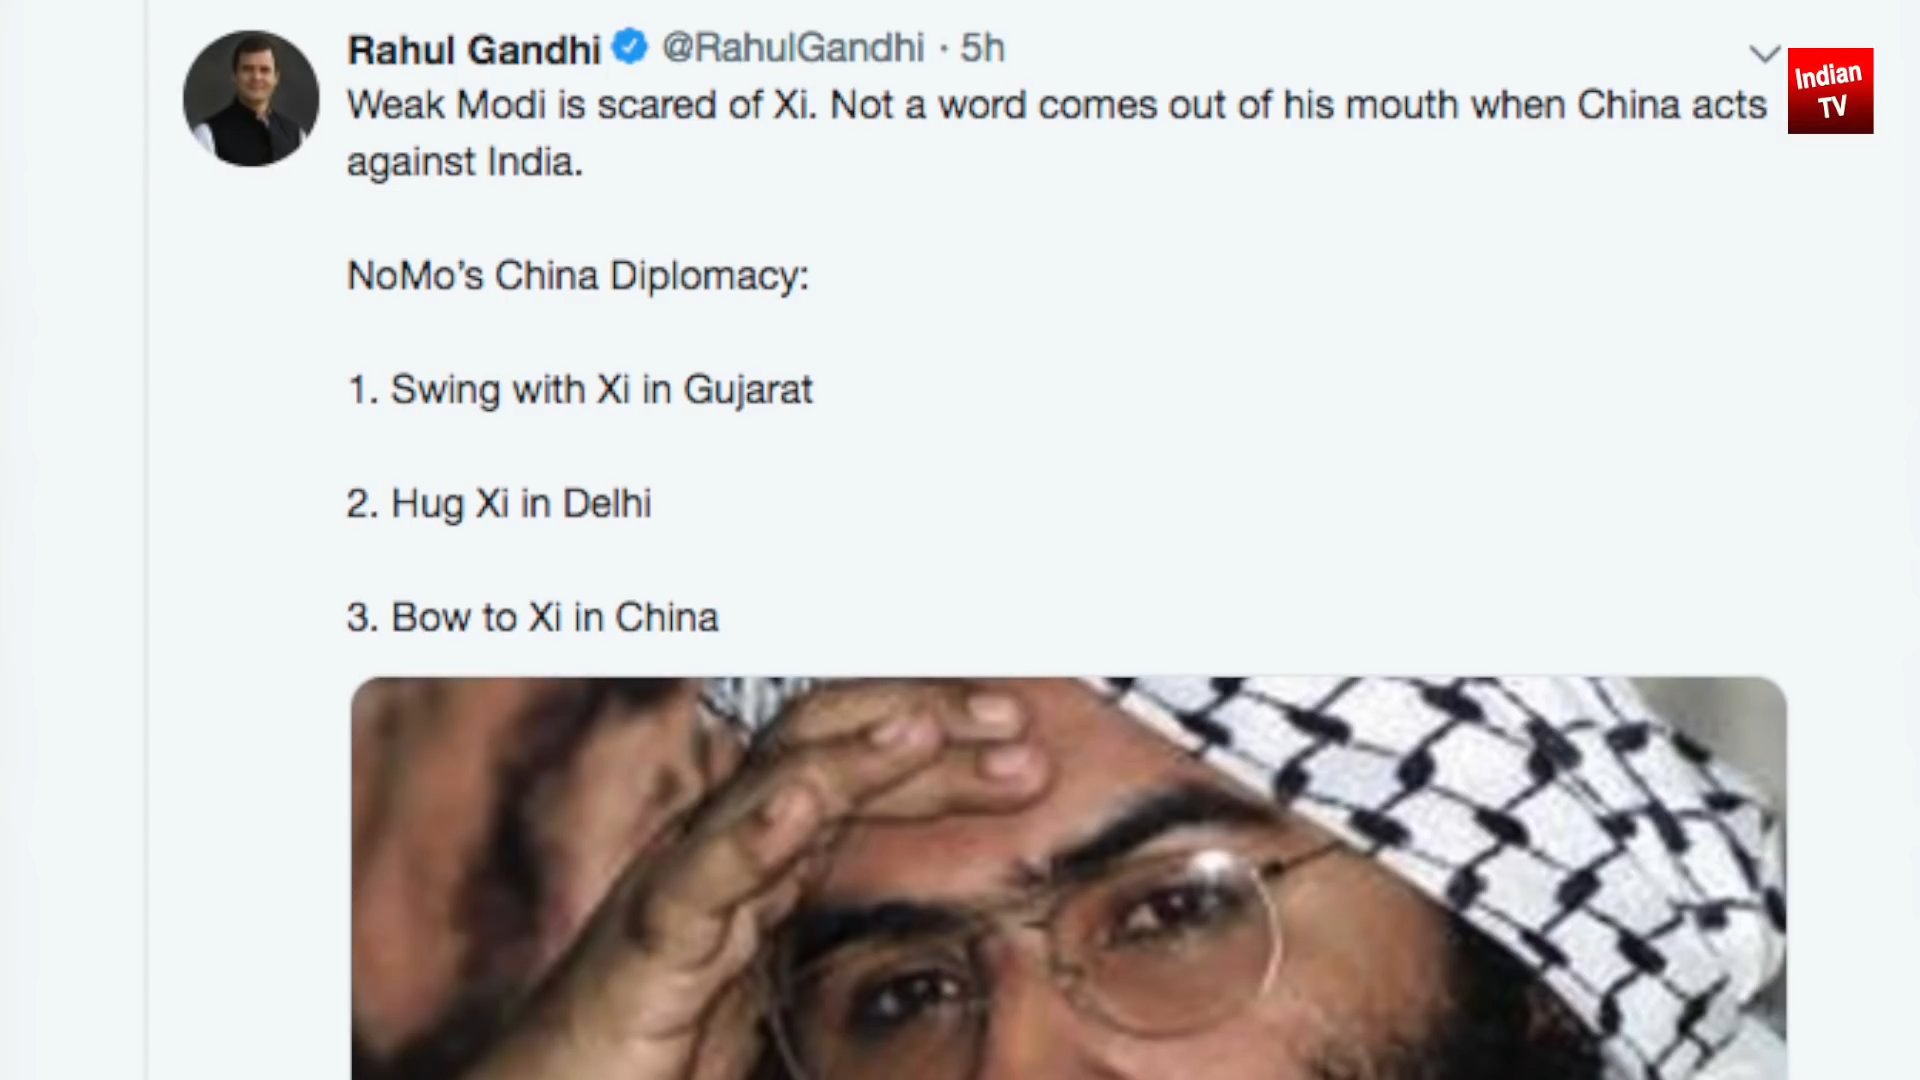 Rahul Gandhi @RahulGandhi · 5h
Weak Modi is scared of Xi. Not a word comes out of his mouth when China acts
against India.
NoMo’s China Diplomacy:
1. Swing with Xi in Gujarat
2. Hug Xi in Delhi
3. Bow to Xi in China
Indian
TV